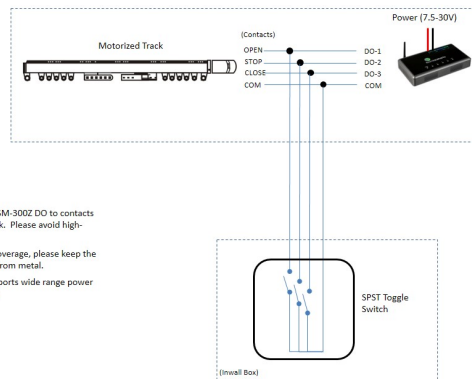 Power (7.5-30V)
(Contacts)
Motorized Track
OPEN
DO-1
STOP
DO-2
CLOSE
DO-3
COM
COM
GM-300Z DO to contacts
k. Please avoid high-
overage, please keep the
from metal.
ports wide range power
SPST Toggle
Switch
(Inwall Box)